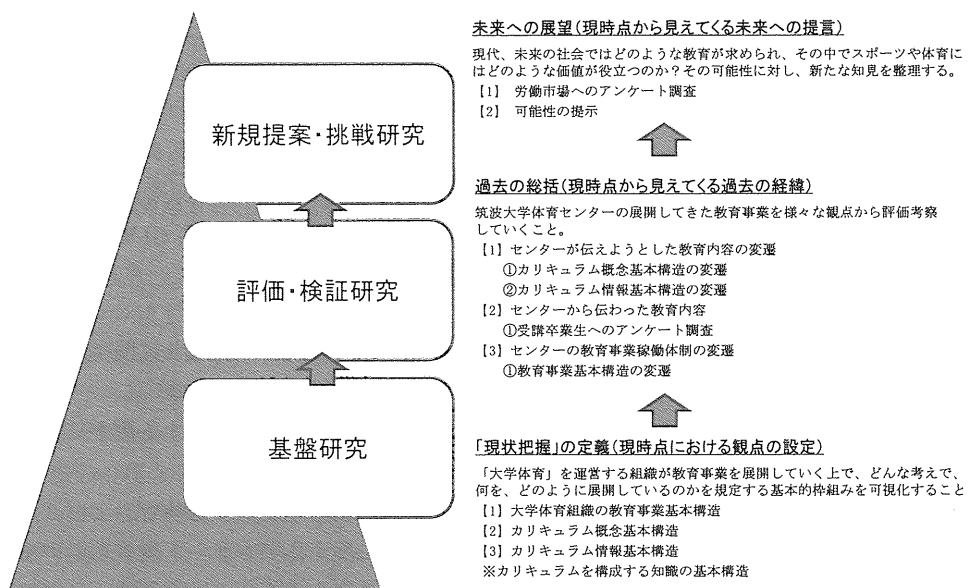 新規提案・挑戦研究
評価・検証研究
基盤研究
未来への展望(現時点から見えてくる未来への提言)
現代、未来の社会ではどのような教育が求められ、その中でスポーツや体育に
はどのような価値が役立つのか？その可能性に対し、新たな知見を整理する。
【1】 労働市場へのアンケート調査
【2】 可能性の提示
過去の総括(現時点から見えてくる過去の経緯)
筑波大学体育センターの展開してきた教育事業を様々な観点から評価考察
していくこと。
【1】センターが伝えようとした教育内容の変遷
①カリキュラム概念基本構造の変遷
②カリキュラム情報基本構造の変遷
【2】センターから伝わった教育内容
①受講卒業生へのアンケート調査
【3】センターの教育事業稼働体制の変遷
①教育事業基本構造の変遷
「現状把握」の定義(現時点における観点の設定)
「大学体育」を運営する組織が教育事業を展開していく上で、どんな考えで、
何を、どのように展開しているのかを規定する基本的枠組みを可視化すること
【1】大学体育組織の教育事業基本構造
【2】カリキュラム概念基本構造
【3】カリキュラム情報基本構造
※カリキュラムを構成する知識の基本構造